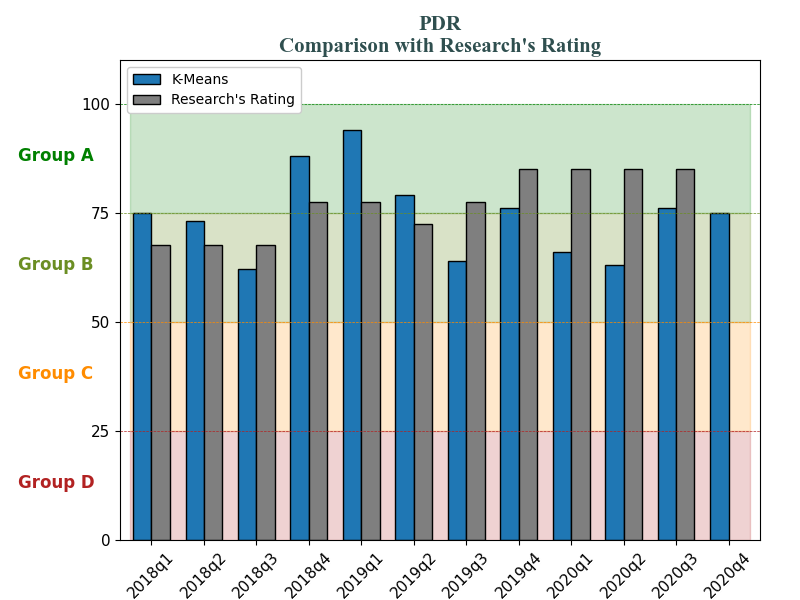 PDR
Comparison with Research's Rating
K-Means
Research's Rating
100
Group A
75
Group B
50
Group C
25
Group D
0
2018q1 2018q2 2018q3 2018q4 2019q1 2019q2 2019q3 2019q4 2020q1 2020q2 2020q3 2020q4